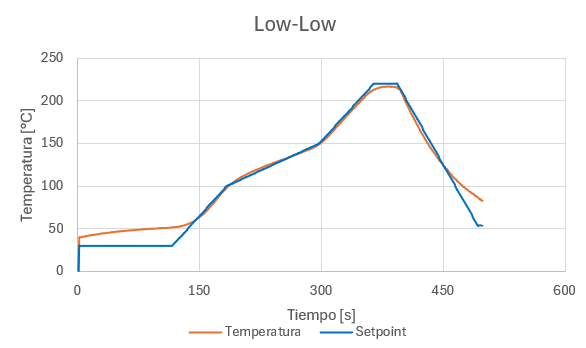 Low-Low
250
200
150
100
50
0
0 150 300 450 600
Temperatura [°C]
Tiempo [s]
Temperatura Setpoint